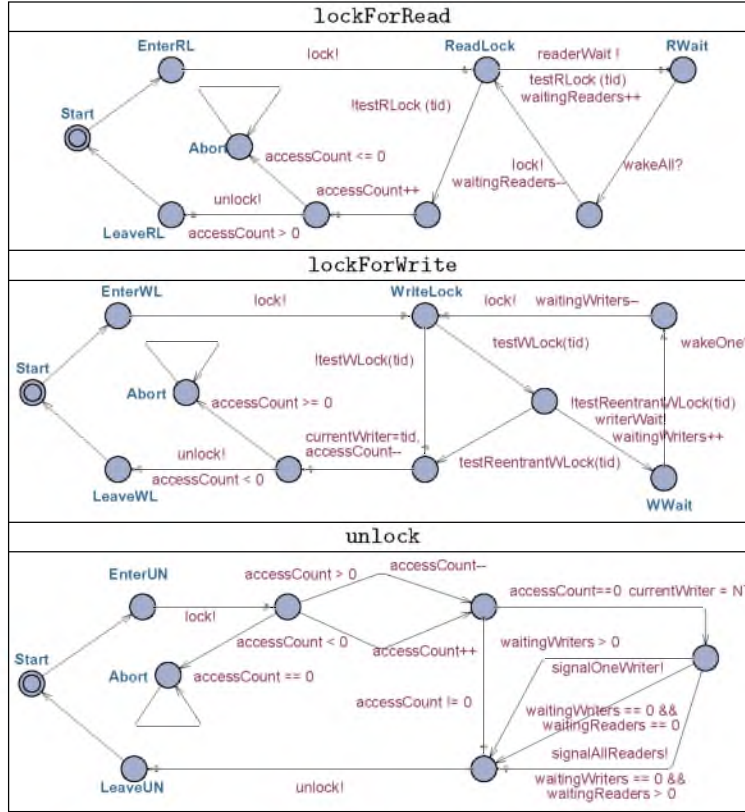 lockForRead
EnterRL
lock!
ReadLock
readerWait !
RWait
testRLock (tid)
waitingReaders++
Start
!testRLock (tid)
Abort
accessCount <= 0
lock!
waitingReaders--
wakeAll?
unlock!
accessCount++
LeaveRL
accessCount > 0
lockForWrite
EnterWL
lock!
WriteLock
lock!
waitingWriters--
testWLock(tid)
wakeOne
Start
!testWLock(tid)
Abort
accessCount >= 0
!testReentrantWLock(tid)
writerWait!
waitingWriters++
currentWriter=tid,
accessCount--
unlock!
testReentrantWLock(tid)
LeaveWL
accessCount < 0
WWait
unlock
EnterUN
accessCount > 0
accessCount--
accessCount==0
currentWriter =
lock!
accessCount < 0
accessCount++
waitingWriters > 0
Start
Abort
accessCount == 0
signalOneWriter!
accessCount != 0
waitingWriters == 0 &&
waitingReaders == 0
signalAllReaders!
LeaveUN
unlock!
waitingWriters == 0 &&
waitingReaders > 0